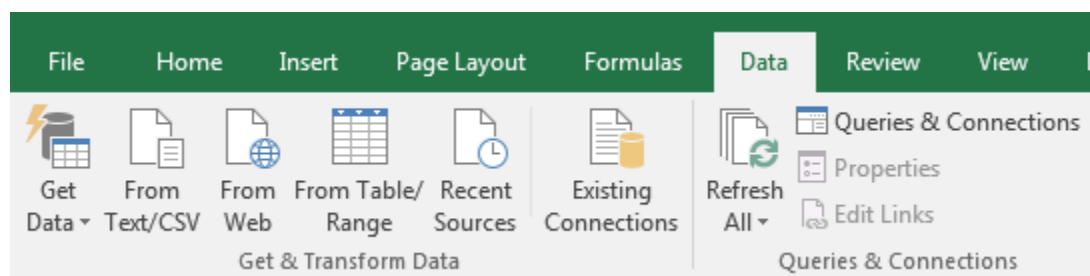 File Home Insert Page Layout Formulas Data Review View
Get Data From Text/CSV From Web From Table/Range Recent Sources Existing Connections Refresh All Queries & Connections
Properties
Edit Links
Get & Transform Data Queries & Connections